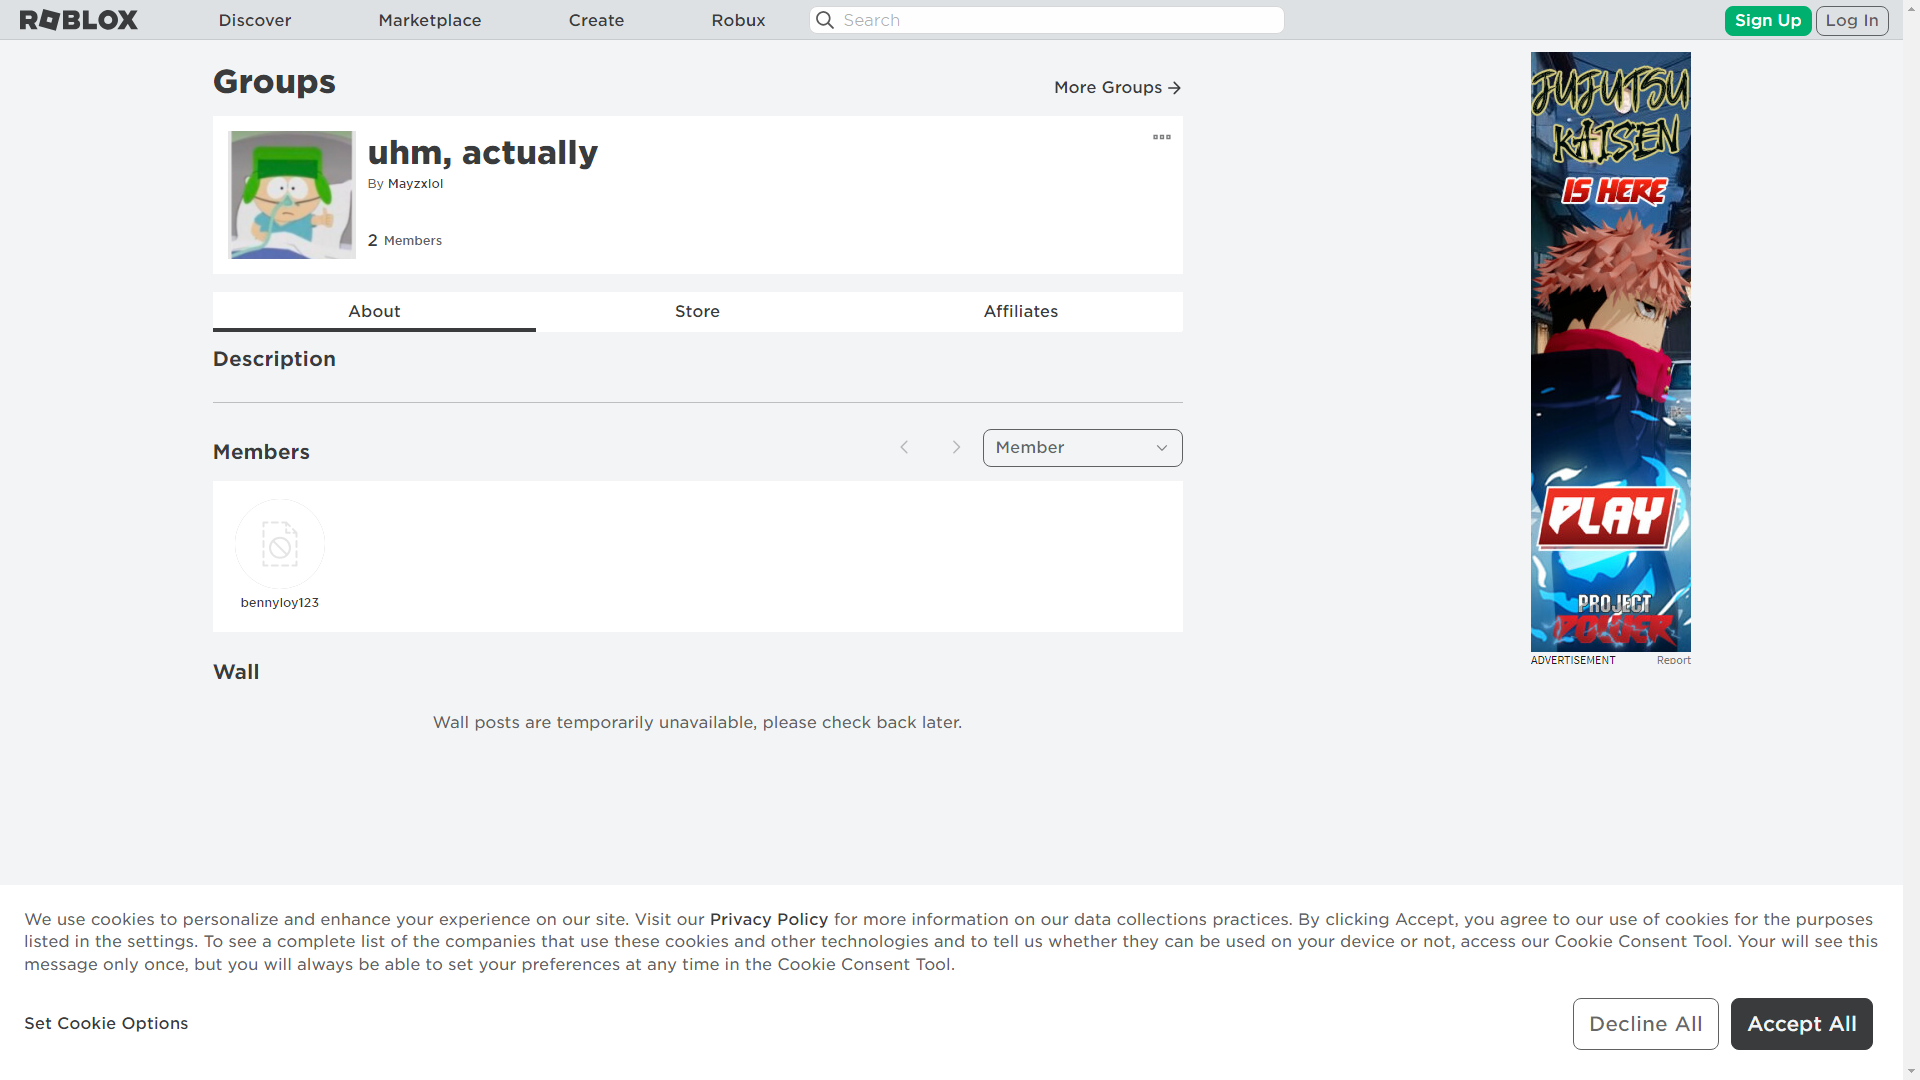 ROBLOX
Discover
Marketplace
Create
Robux
Search
Sign Up
Log In
Groups
More Groups
uhm, actually
By Mayzxlol
2 Members
About
Store
Affiliates
Description
Members
Member
bennyloy123
Wall
Wall posts are temporarily unavailable, please check back later.
JUJUTSU
KAISEN
IS HERE
PLAY
PROJECT
POWER
ADVERTISEMENT
Report
We use cookies to personalize and enhance your experience on our site. Visit our Privacy Policy for more information on our data collections practices. By clicking Accept, you agree to our use of cookies for the purposes
listed in the settings. To see a complete list of the companies that use these cookies and other technologies and to tell us whether they can be used on your device or not, access our Cookie Consent Tool. Your will see this
message only once, but you will always be able to set your preferences at any time in the Cookie Consent Tool.
Set Cookie Options
Decline All
Accept All